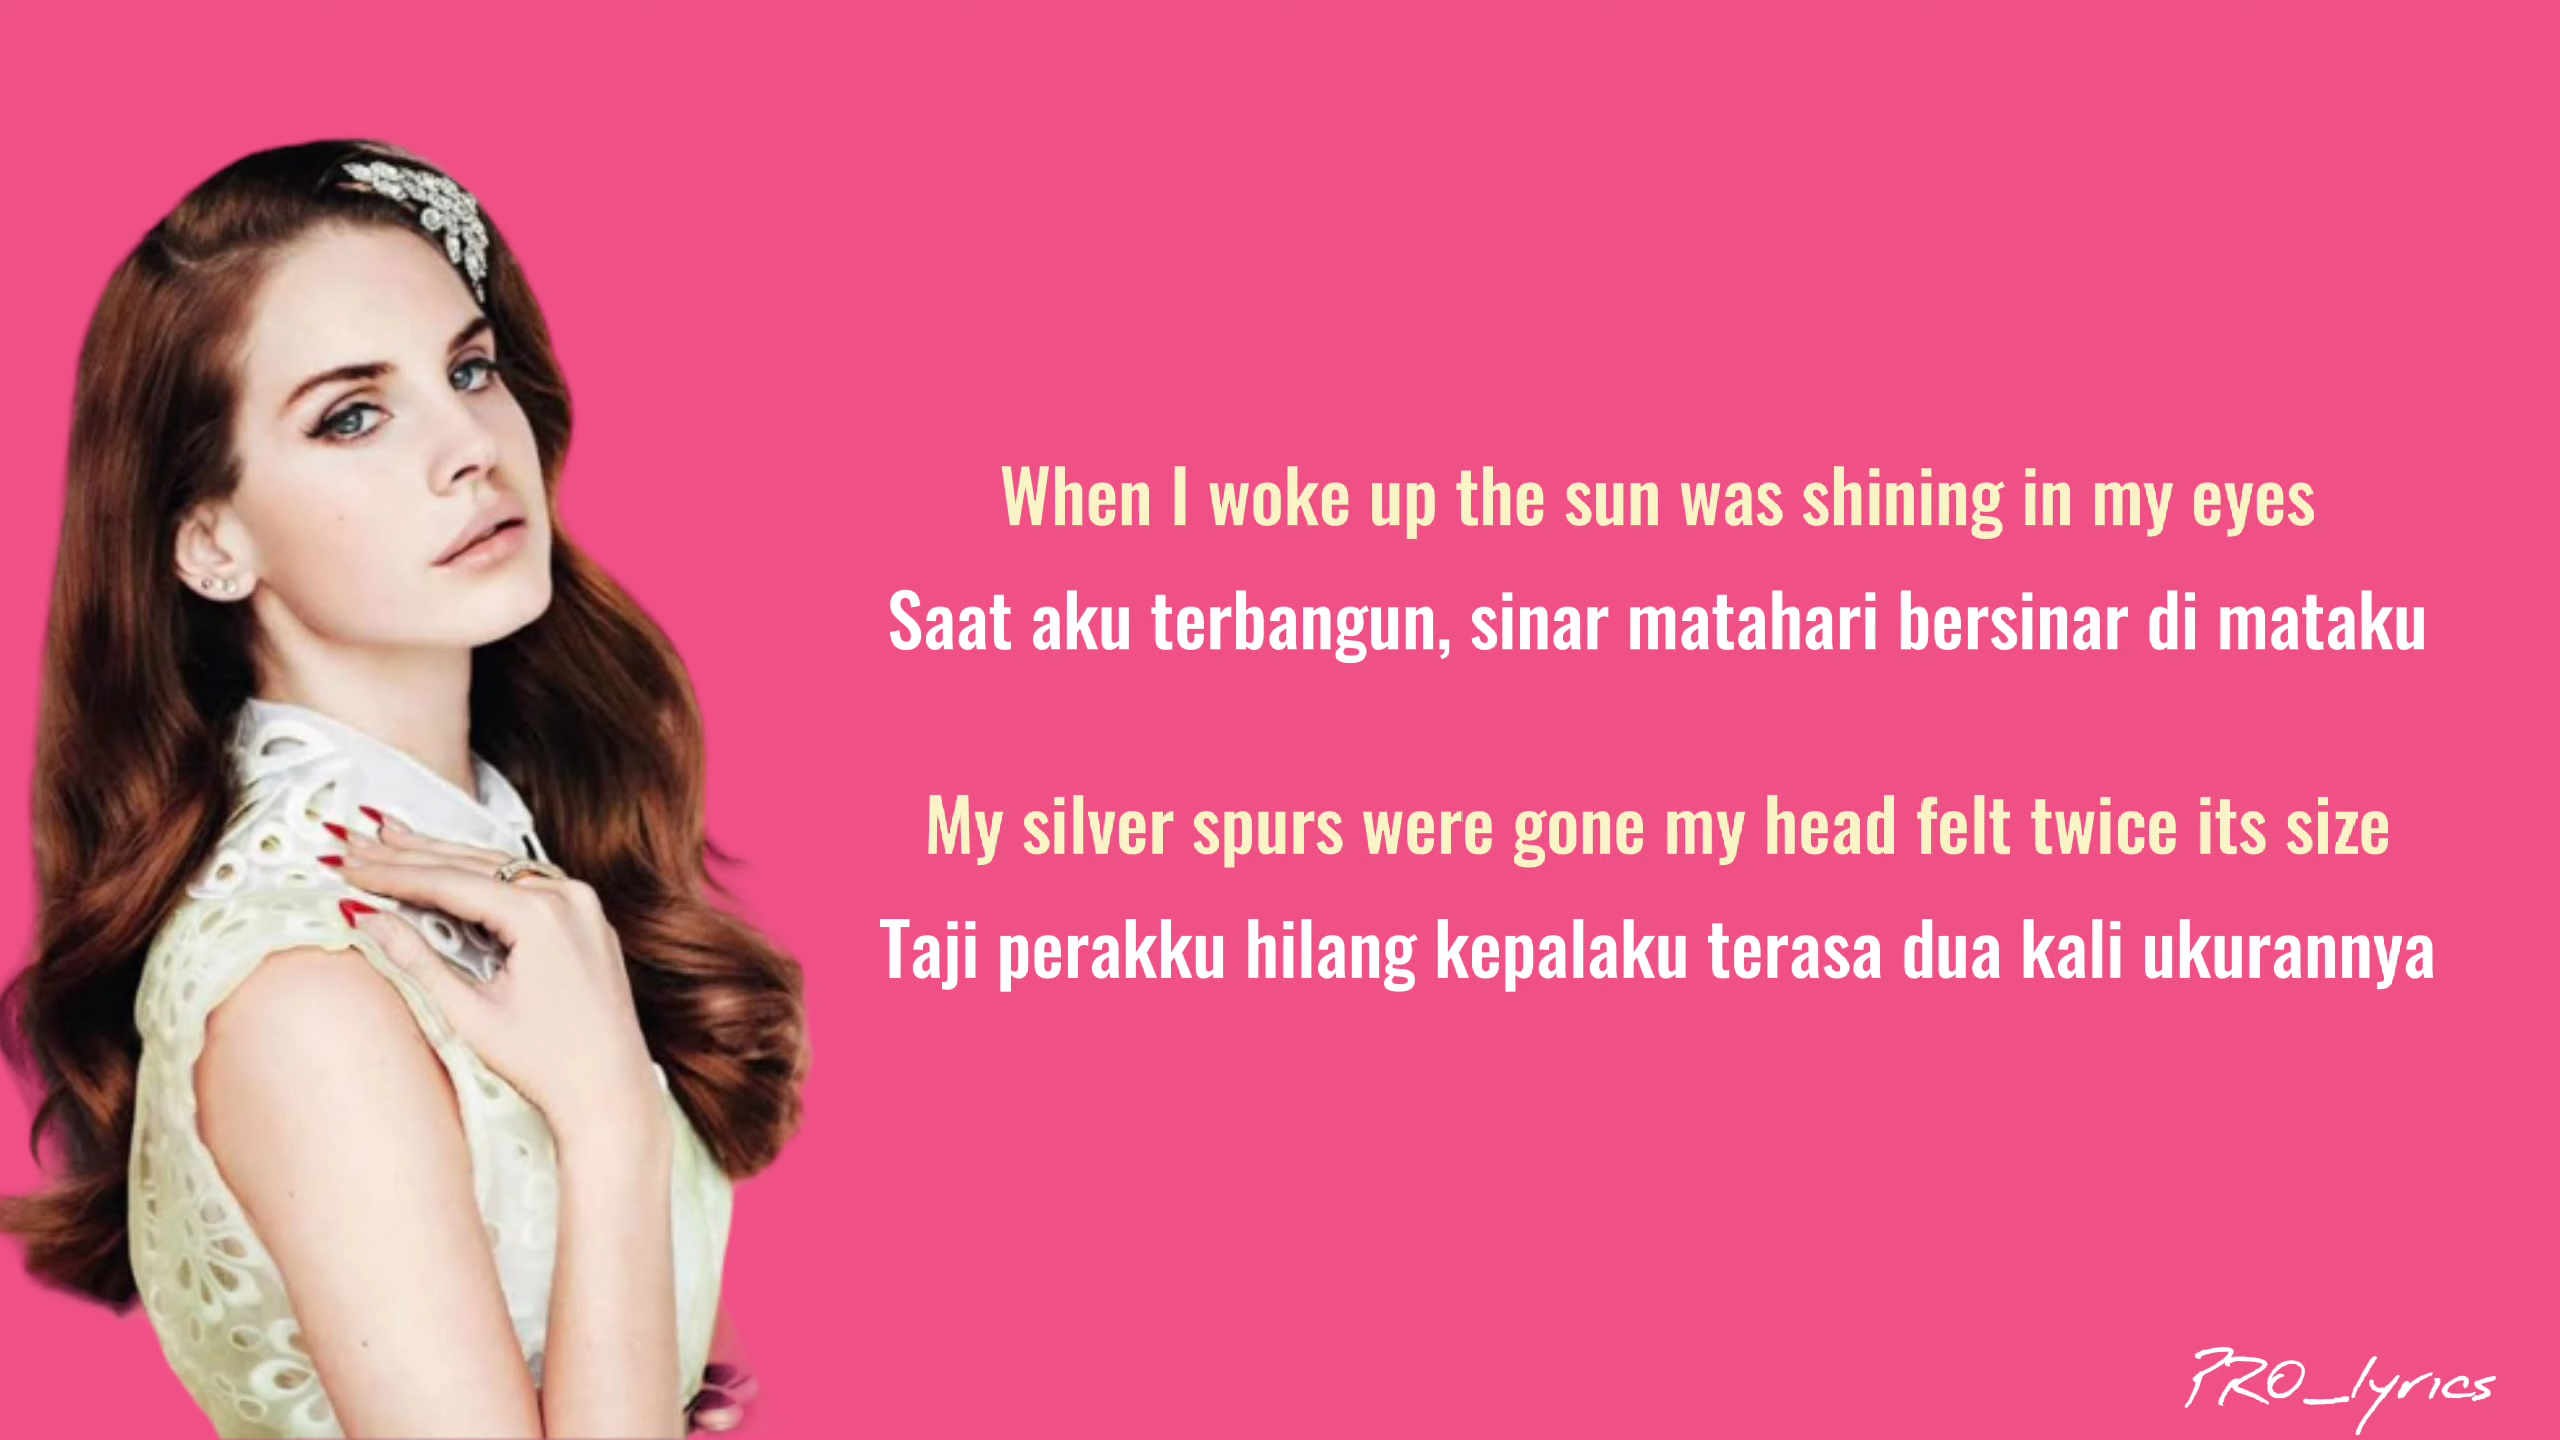 When I woke up the sun was shining in my eyes
Saat aku terbangun, sinar matahari bersinar di mataku
My silver spurs were gone my head felt twice its size
Taji perakku hilang kepalaku terasa dua kali ukurannya
PRO_lyrics